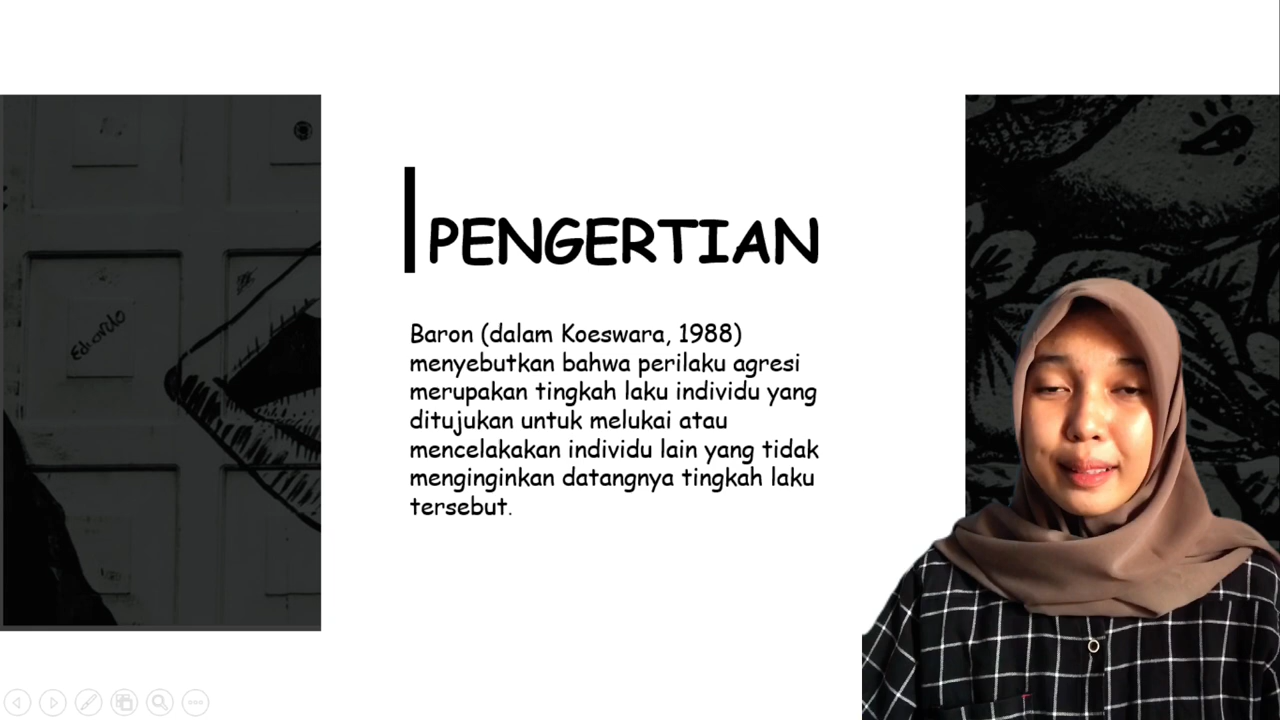 Eduardo
PENGERTIAN
Baron (dalam Koeswara, 1988)
menyebutkan bahwa perilaku agresi
merupakan tingkah laku individu yang
ditujukan untuk melukai atau
mencelakakan individu lain yang tidak
menginginkan datangnya tingkah laku
tersebut.